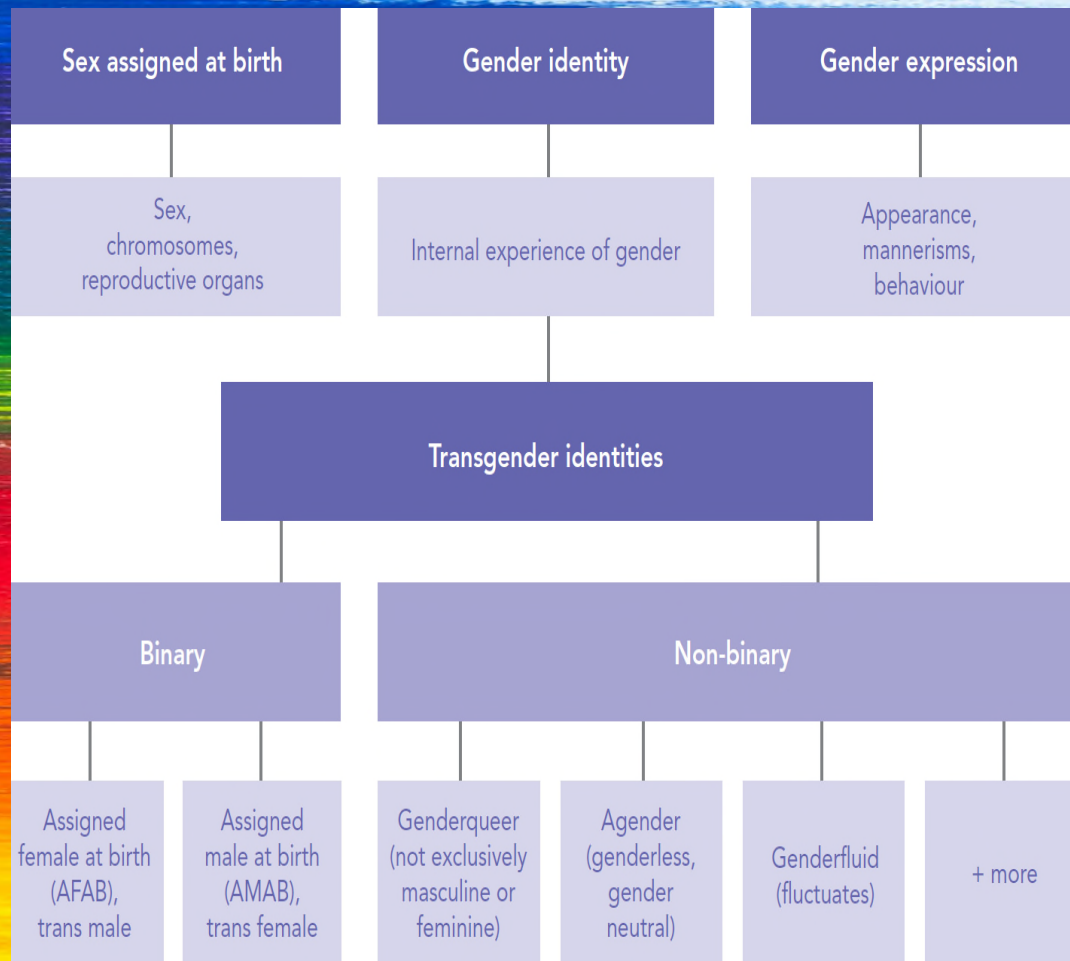 Sex assigned at birth
Gender identity
Gender expression
Sex,
chromosomes,
reproductive organs
Internal experience of gender
Appearance,
mannerisms,
behaviour
Transgender identities
Binary
Non-binary
Assigned
female at birth
(AFAB),
trans male
Assigned
male at birth
(AMAB),
trans female
Genderqueer
(not exclusively
masculine or
feminine)
Agender
(genderless,
gender
neutral)
Genderfluid
(fluctuates)
+ more